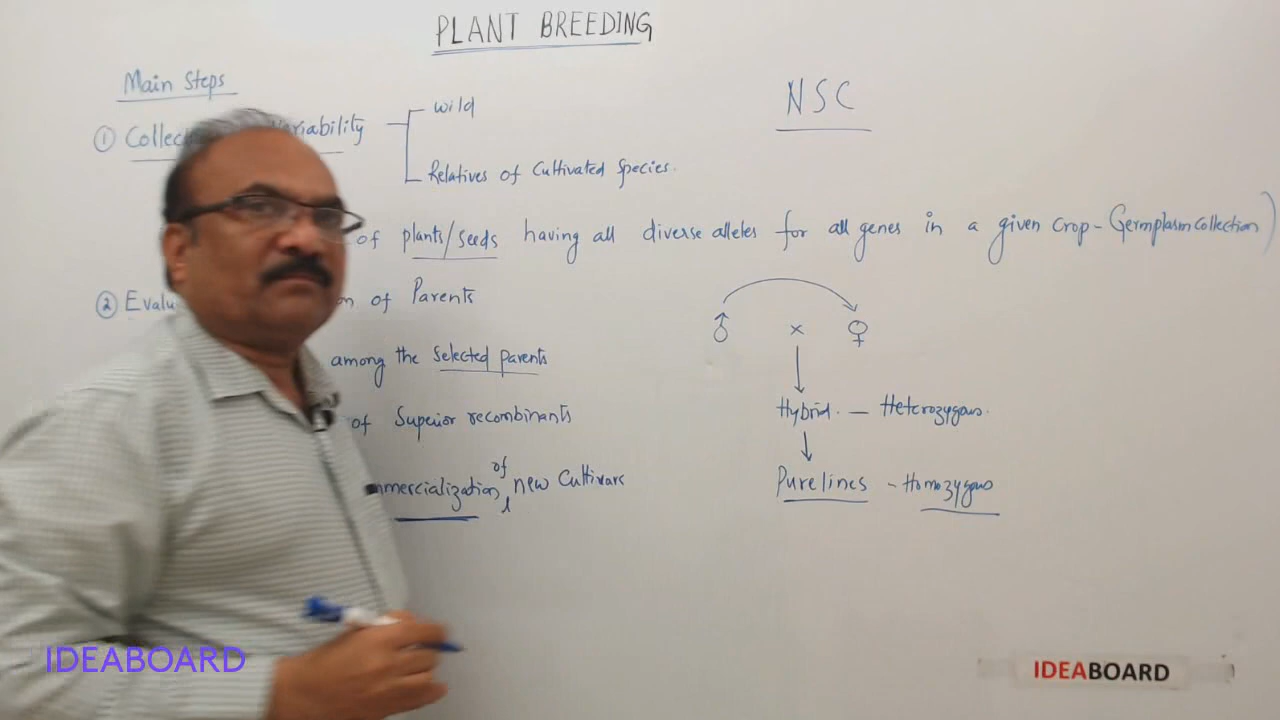 PLANT BREEDING
Main Steps
NSC
① Collec ariability
Wild
Relatives of Cultivated Species.
of plants/seeds having all diverse alleles for all genes in a given crop - Germplasm Collection)
② Evalu n of Parents
♂ × ♀
among the selected parents
Hybrid. — Heterozygous.
of Superior recombinants
mmercialization of new Cultivars
Purelines - Homozygous
IDEABOARD
IDEABOARD